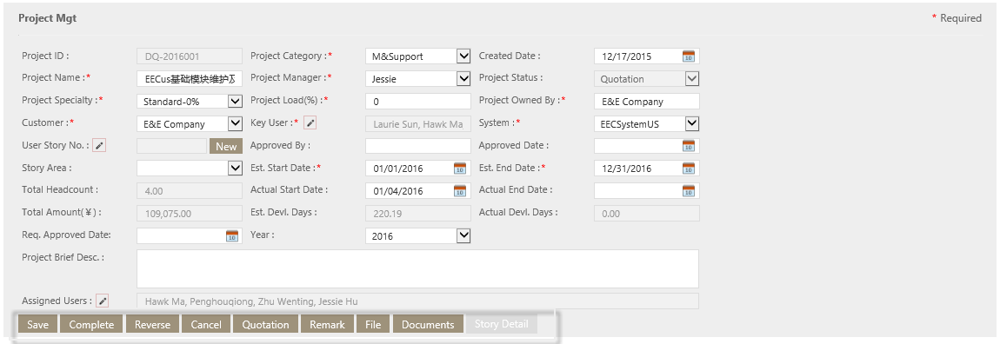 Project Mgt * Required
Project ID : DQ-2016001 Project Category :* M&Support Created Date : 12/17/2015
Project Name :* EECus基础模块维护及 Project Manager :* Jessie Project Status : Quotation
Project Specialty :* Standard-0% Project Load(%) :* 0 Project Owned By :* E&E Company
Customer :* E&E Company Key User :* Laurie Sun, Hawk Ma System :* EECSystemUS
User Story No. : New Approved By : Approved Date :
Story Area : Est. Start Date :* 01/01/2016 Est. End Date :* 12/31/2016
Total Headcount : 4.00 Actual Start Date : 01/04/2016 Actual End Date :
Total Amount(¥) : 109,075.00 Est. Devl. Days : 220.19 Actual Devl. Days : 0.00
Req. Approved Date: Year : 2016
Project Brief Desc. :
Assigned Users : Hawk Ma, Penghouqiong, Zhu Wenting, Jessie Hu
Save Complete Reverse Cancel Quotation Remark File Documents Story Detail